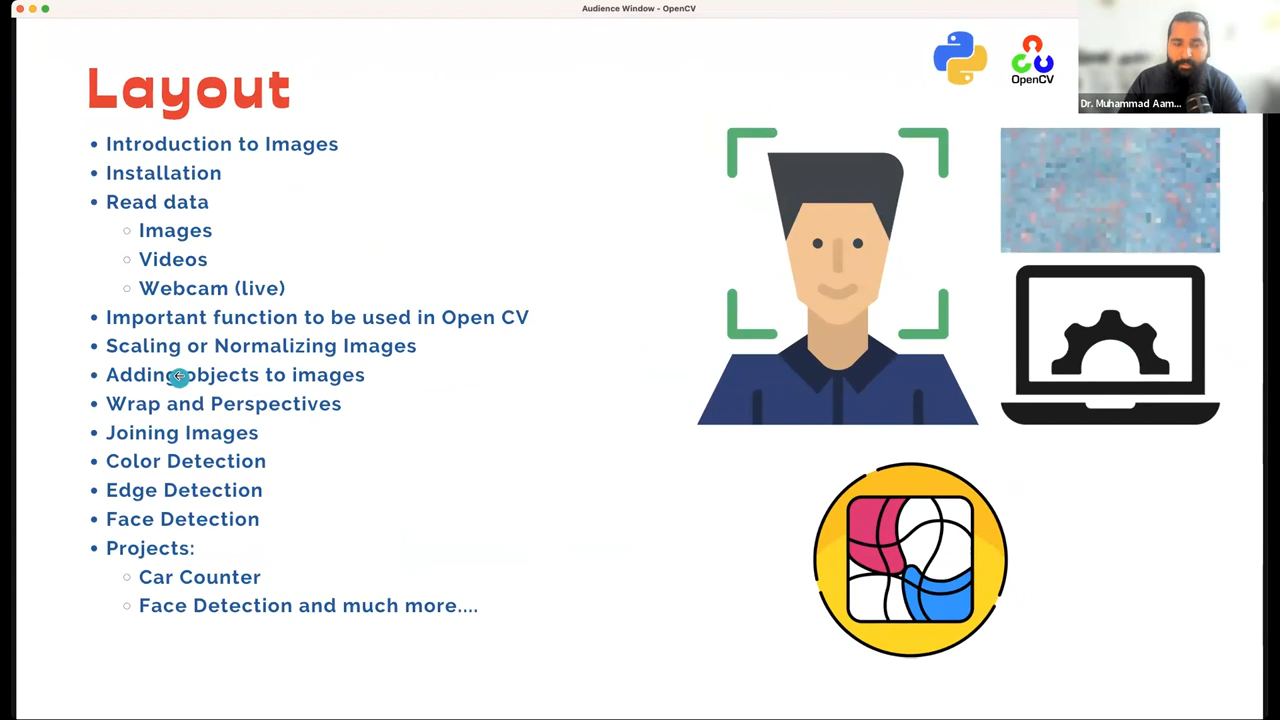 Audience Window - OpenCV
Layout
OpenCV
Dr. Muhammad Aam...
• Introduction to Images
• Installation
• Read data
○ Images
○ Videos
○ Webcam (live)
• Important function to be used in Open CV
• Scaling or Normalizing Images
• Adding objects to images
• Wrap and Perspectives
• Joining Images
• Color Detection
• Edge Detection
• Face Detection
• Projects:
○ Car Counter
○ Face Detection and much more....